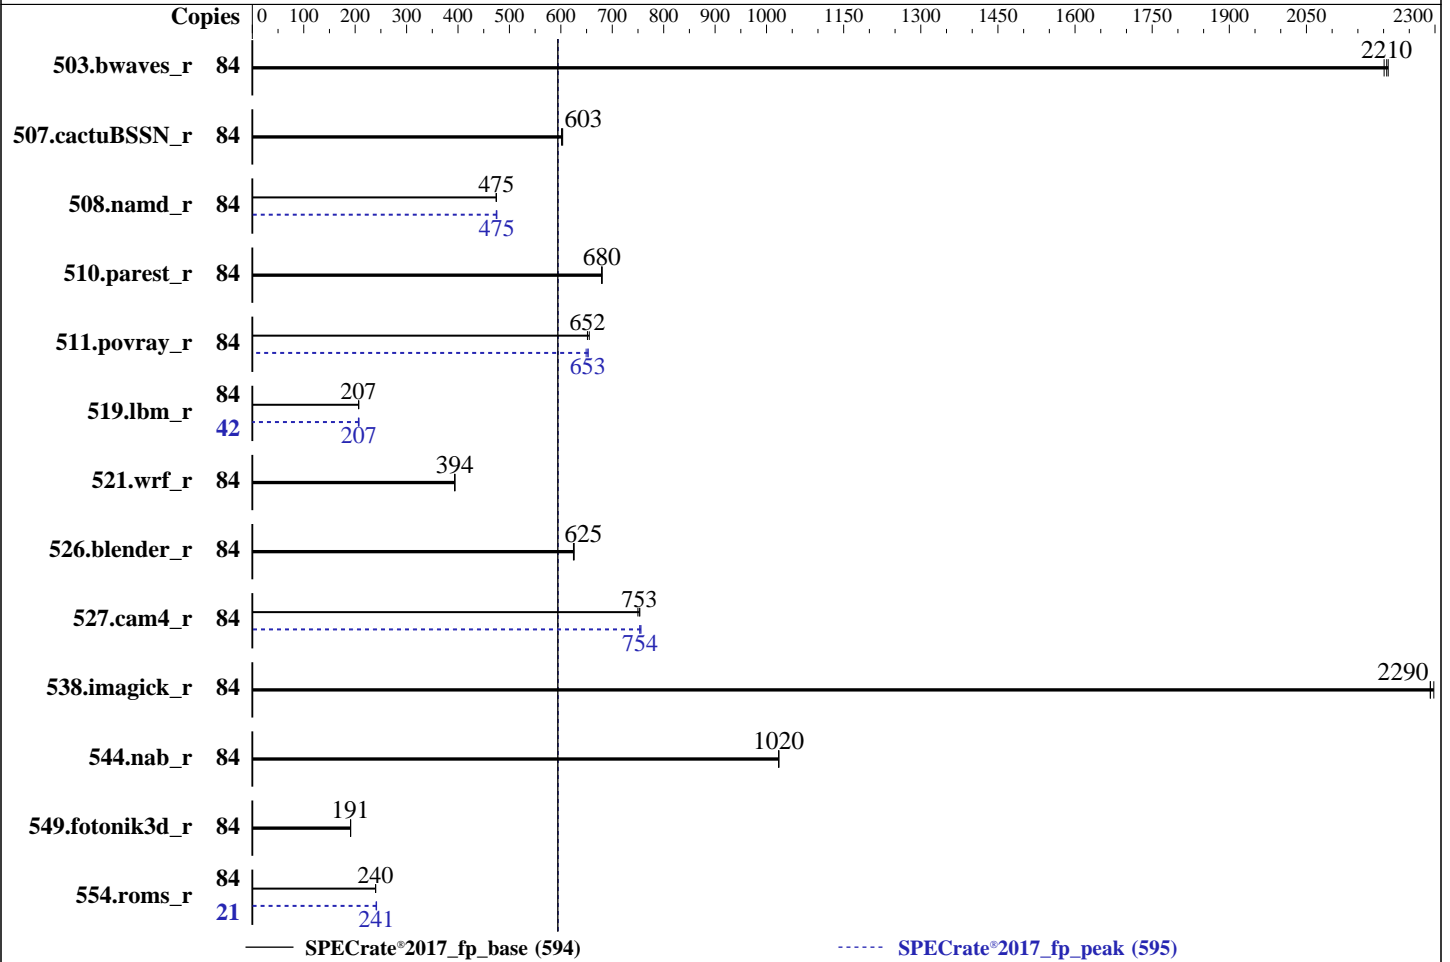 Copies 0 100 200 300 400 500 600 700 800 900 1000 1150 1300 1450 1600 1750 1900 2050 2300
503.bwaves_r 84 2210
507.cactuBSSN_r 84 603
508.namd_r 84 475
475
510.parest_r 84 680
511.povray_r 84 652
653
519.lbm_r 84 207
42 207
521.wrf_r 84 394
526.blender_r 84 625
527.cam4_r 84 753
754
538.imagick_r 84 2290
544.nab_r 84 1020
549.fotonik3d_r 84 191
554.roms_r 84 240
21 241
SPECrate®2017_fp_base (594) SPECrate®2017_fp_peak (595)